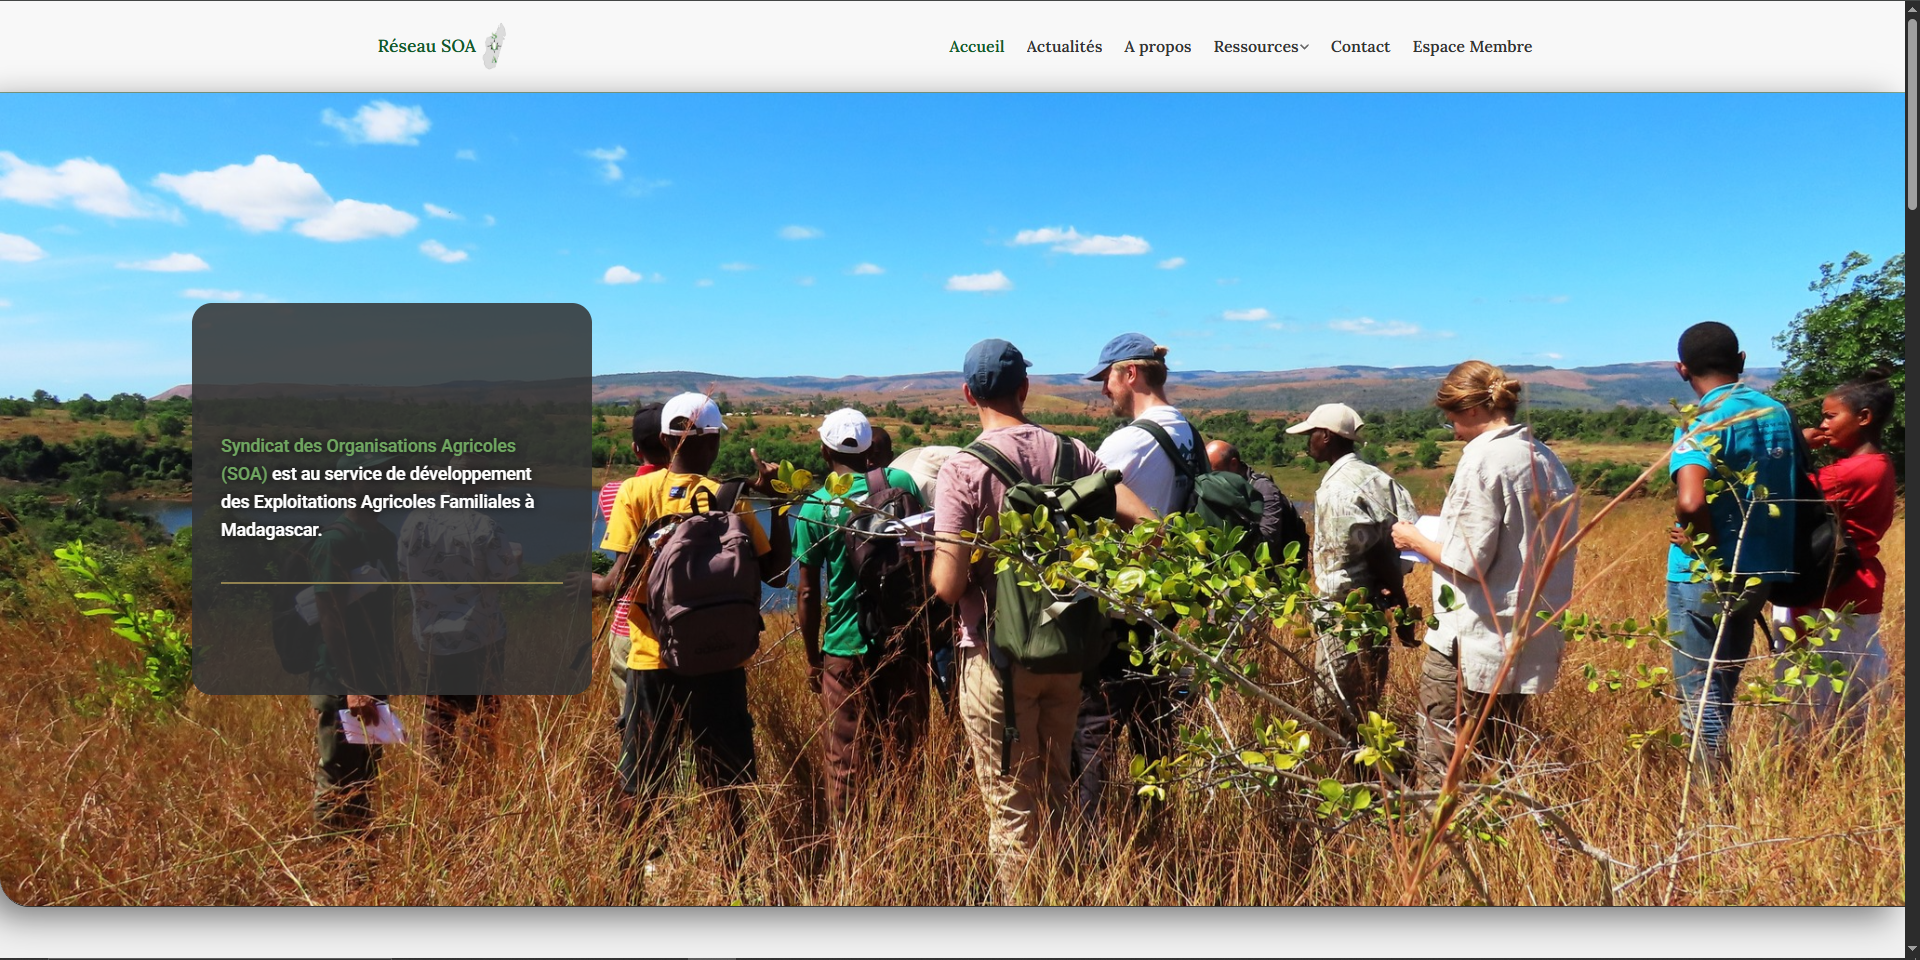 Réseau SOA
Accueil Actualités A propos Ressources Contact Espace Membre
Syndicat des Organisations Agricoles
(SOA) est au service de développement
des Exploitations Agricoles Familiales à
Madagascar.